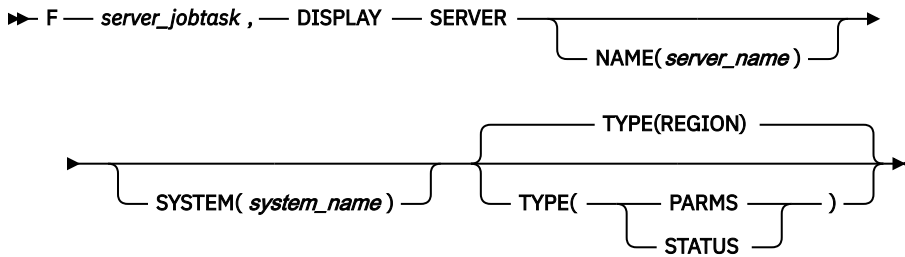 F server_jobtask , DISPLAY SERVER
NAME( server_name )
TYPE(REGION)
SYSTEM( system_name )
TYPE( PARMS )
STATUS